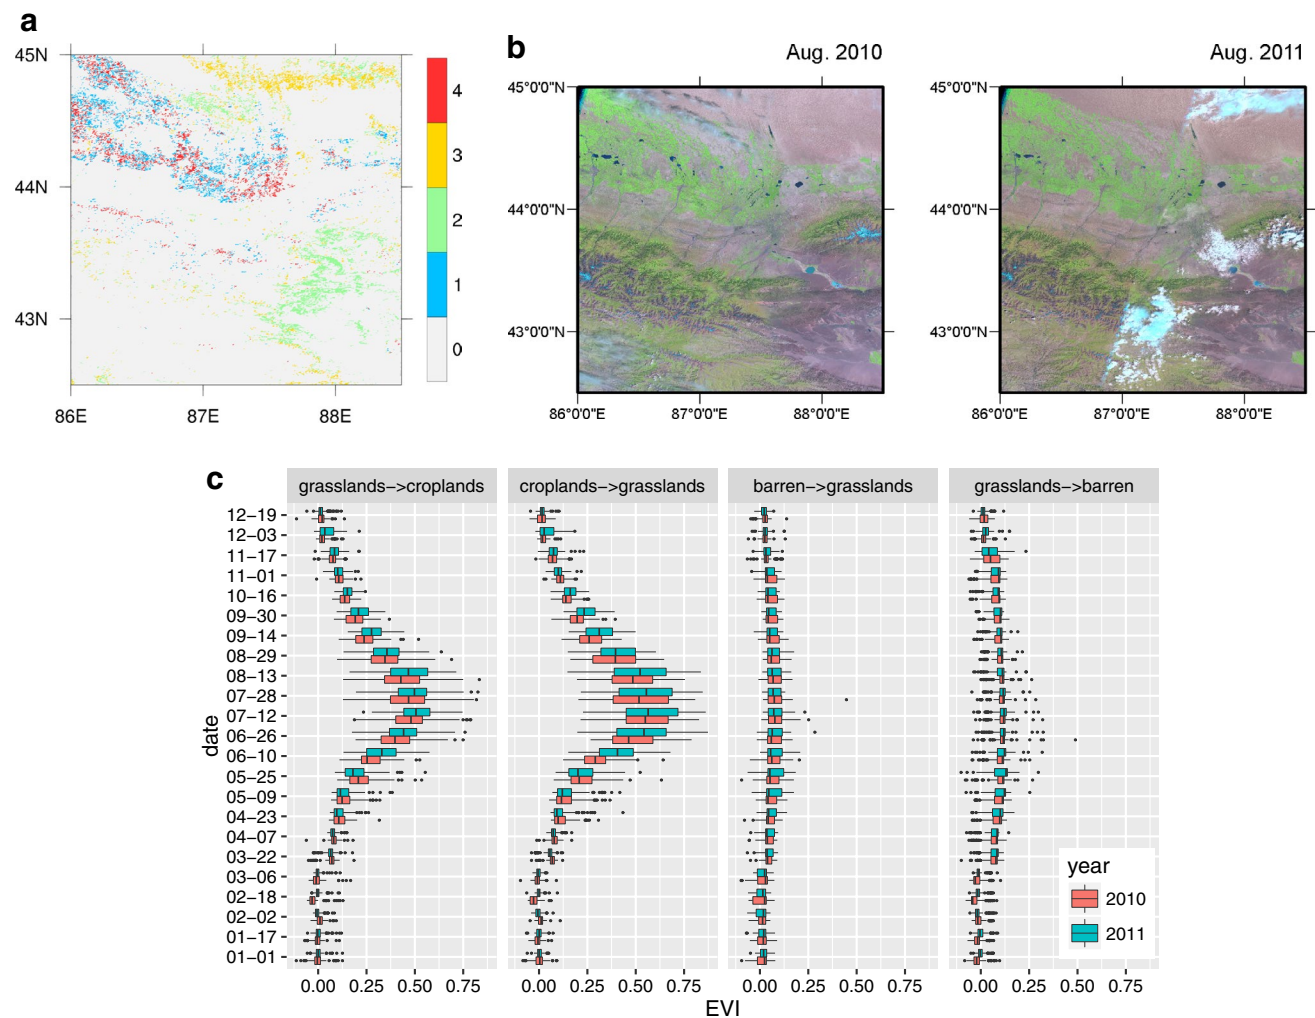 a
45N
44N
43N
86E 87E 88E
4
3
2
1
0
b
Aug. 2010
45°0'0"N
44°0'0"N
43°0'0"N
86°0'0"E 87°0'0"E 88°0'0"E
Aug. 2011
45°0'0"N
44°0'0"N
43°0'0"N
86°0'0"E 87°0'0"E 88°0'0"E
c
grasslands->croplands croplands->grasslands barren->grasslands grasslands->barren
date
12-19
12-03
11-17
11-01
10-16
09-30
09-14
08-29
08-13
07-28
07-12
06-26
06-10
05-25
05-09
04-23
04-07
03-22
03-06
02-18
02-02
01-17
01-01
year
2010
2011
0.00 0.25 0.50 0.75 0.00 0.25 0.50 0.75 0.00 0.25 0.50 0.75 0.00 0.25 0.50 0.75
EVI